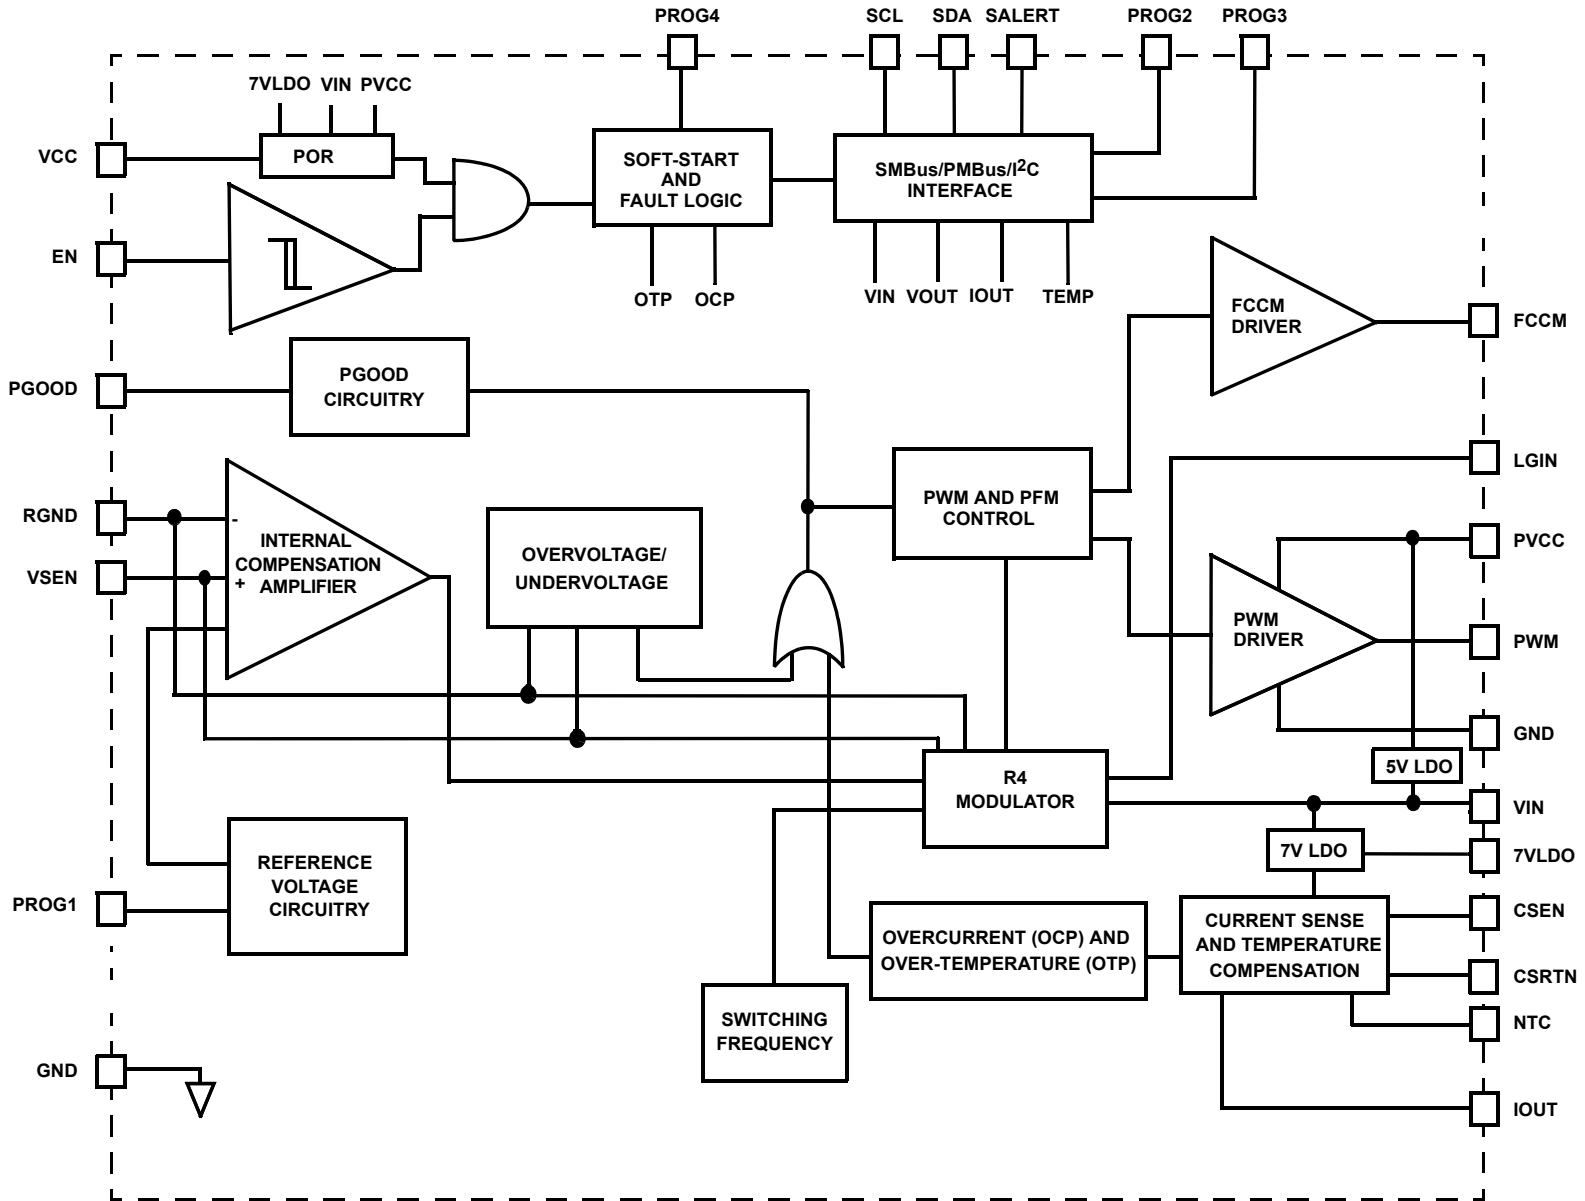 PROG4
SCL
SDA
SALERT
PROG2
PROG3
7VLDO
VIN
PVCC
VCC
POR
SOFT-START
AND
FAULT LOGIC
SMBus/PMBus/I2C
INTERFACE
EN
OTP
OCP
VIN
VOUT
IOUT
TEMP
FCCM
DRIVER
FCCM
PGOOD
PGOOD
CIRCUITRY
LGIN
RGND
-
INTERNAL
COMPENSATION
AMPLIFIER
+
VSEN
OVERVOLTAGE/
UNDERVOLTAGE
PWM AND PFM
CONTROL
PVCC
PWM
DRIVER
PWM
GND
5V LDO
R4
MODULATOR
VIN
7V LDO
7VLDO
REFERENCE
VOLTAGE
CIRCUITRY
PROG1
OVERCURRENT (OCP) AND
OVER-TEMPERATURE (OTP)
CURRENT SENSE
AND TEMPERATURE
COMPENSATION
CSEN
CSRTN
NTC
SWITCHING
FREQUENCY
GND
IOUT